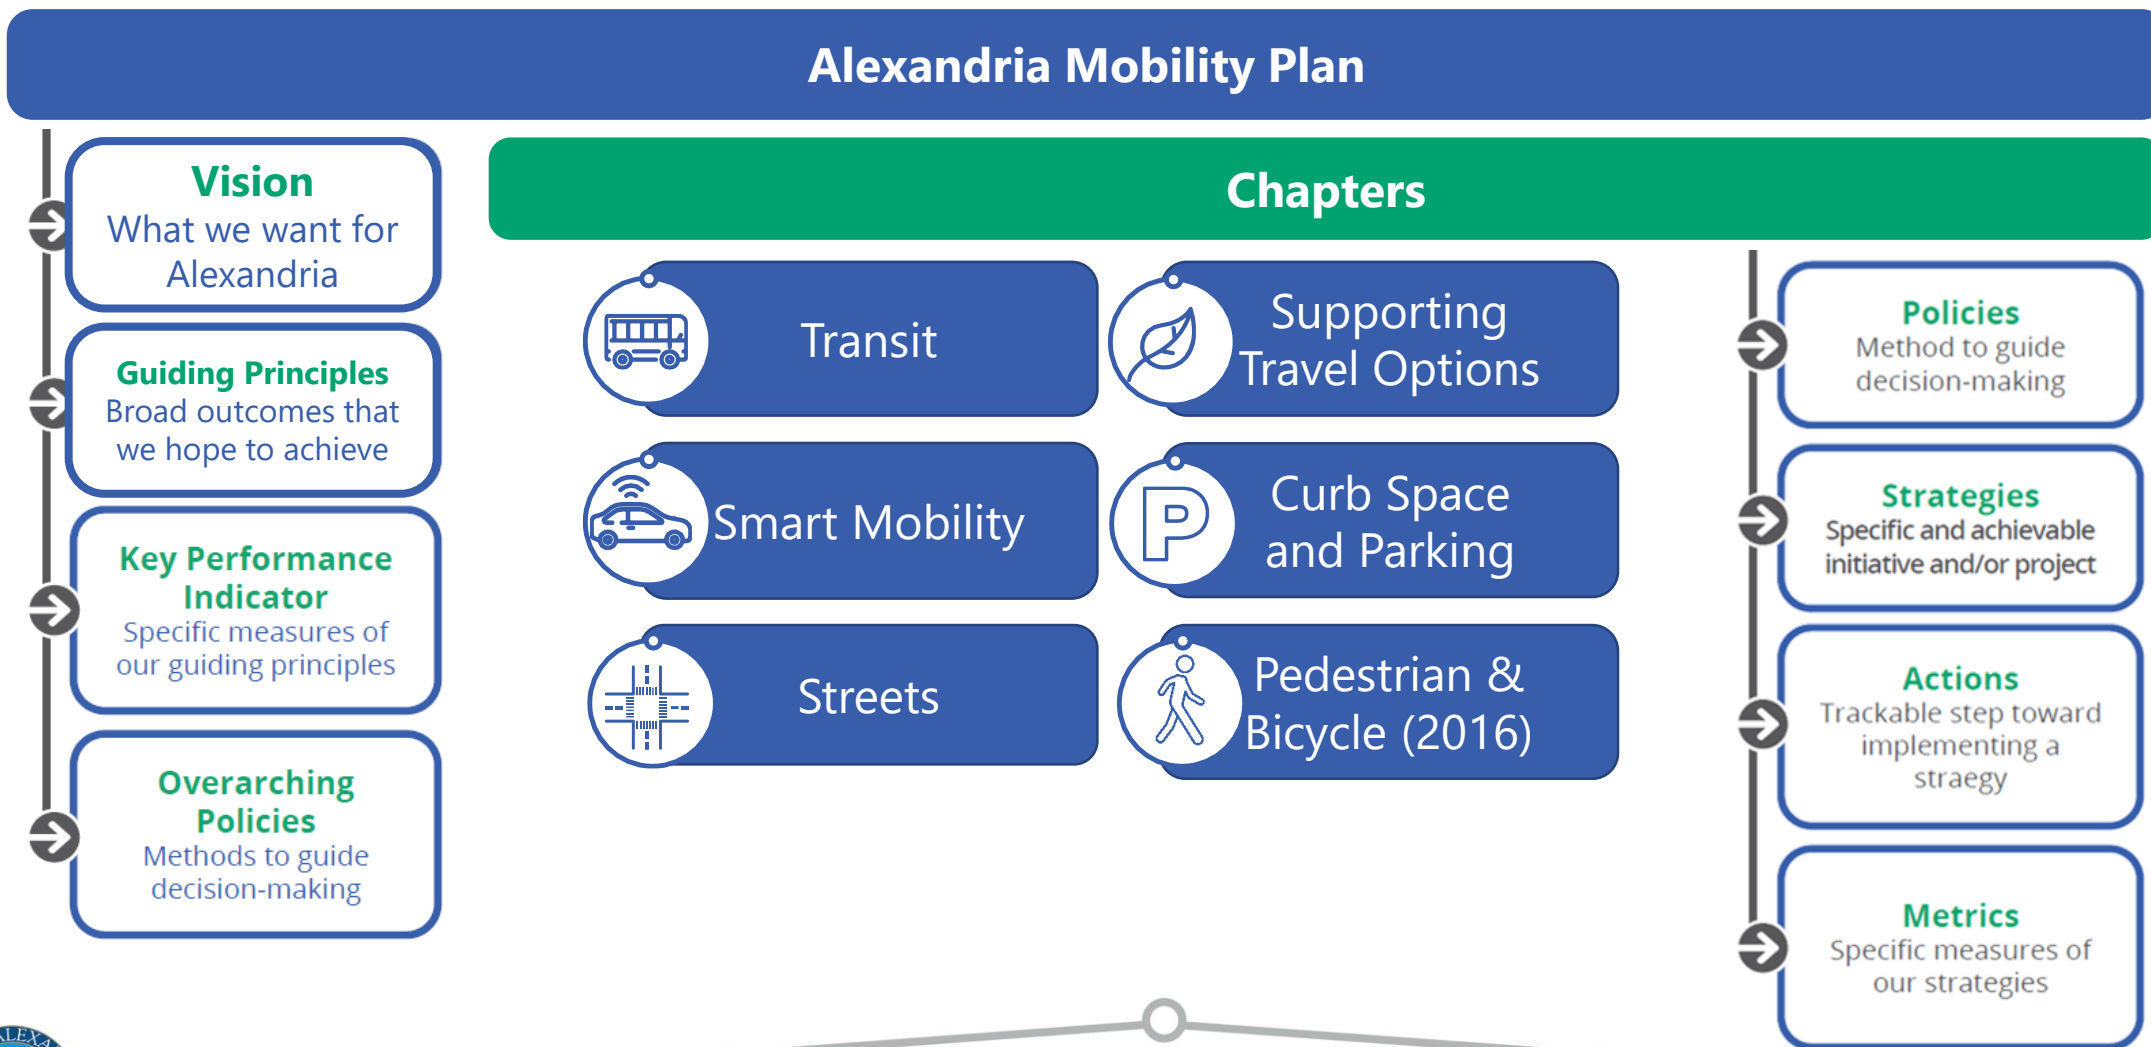 Alexandria Mobility Plan
Vision
What we want for
Alexandria
Guiding Principles
Broad outcomes that
we hope to achieve
Key Performance
Indicator
Specific measures of
our guiding principles
Overarching
Policies
Methods to guide
decision-making
Chapters
Transit
Supporting
Travel Options
Smart Mobility
P
Curb Space
and Parking
Streets
Pedestrian &
Bicycle (2016)
Policies
Method to guide
decision-making
Strategies
Specific and achievable
initiative and/or project
Actions
Trackable step toward
implementing a
straegy
Metrics
Specific measures of
our strategies